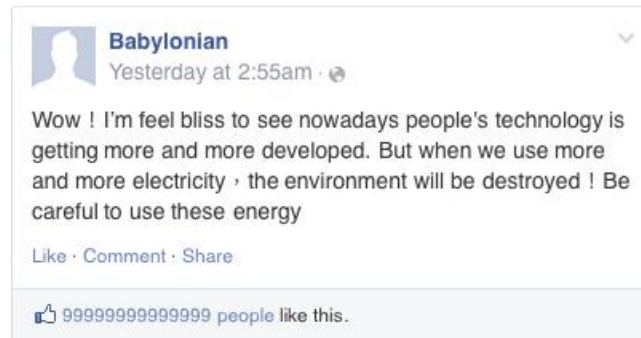 Babylonian
Yesterday at 2:55am ·
Wow！I'm feel bliss to see nowadays people's technology is
getting more and more developed. But when we use more
and more electricity，the environment will be destroyed！Be
careful to use these energy
Like · Comment · Share
99999999999999 people like this.